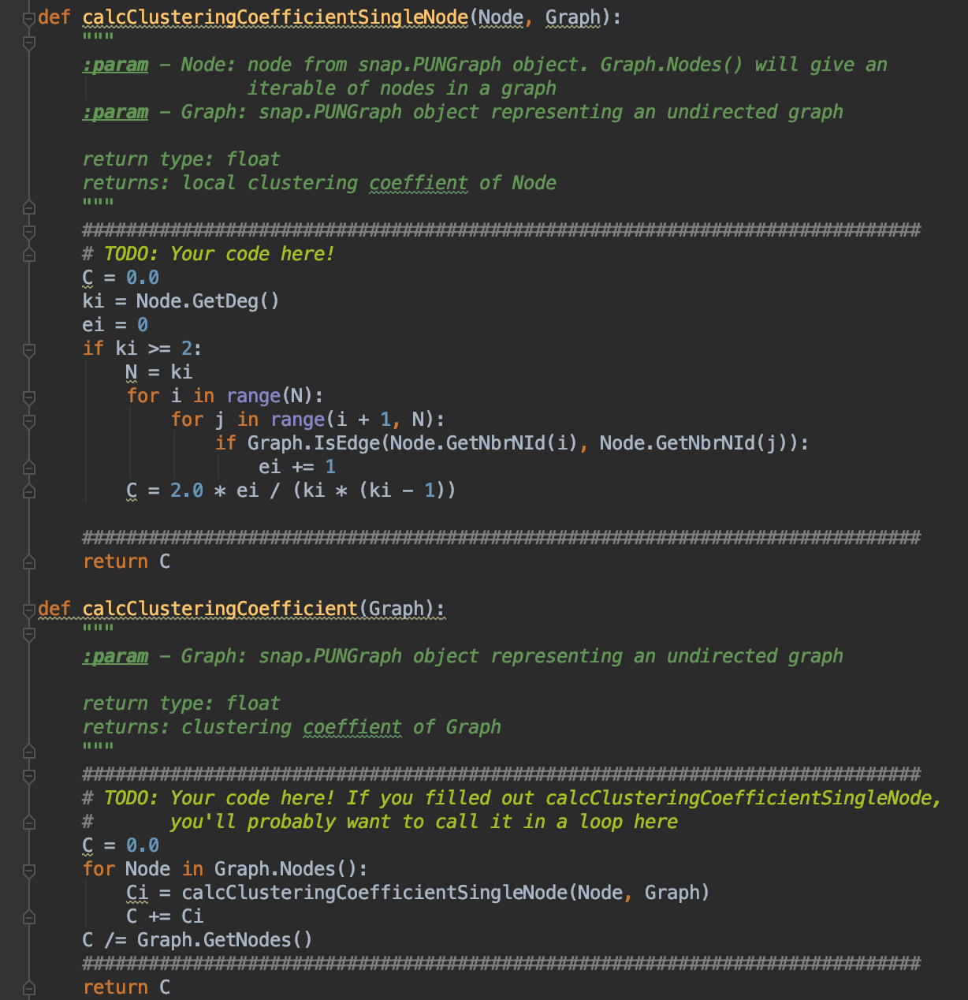 def calcClusteringCoefficientSingleNode(Node, Graph):
    """
    :param - Node: node from snap.PUNGraph object. Graph.Nodes() will give an
                   iterable of nodes in a graph
    :param - Graph: snap.PUNGraph object representing an undirected graph

    return type: float
    returns: local clustering coeffient of Node
    """
    ############################################################################
    # TODO: Your code here!
    C = 0.0
    ki = Node.GetDeg()
    ei = 0
    if ki >= 2:
        N = ki
        for i in range(N):
            for j in range(i + 1, N):
                if Graph.IsEdge(Node.GetNbrNId(i), Node.GetNbrNId(j)):
                    ei += 1
        C = 2.0 * ei / (ki * (ki - 1))

    ############################################################################
    return C

def calcClusteringCoefficient(Graph):
    """
    :param - Graph: snap.PUNGraph object representing an undirected graph

    return type: float
    returns: clustering coeffient of Graph
    """
    ############################################################################
    # TODO: Your code here! If you filled out calcClusteringCoefficientSingleNode,
    #       you'll probably want to call it in a loop here
    C = 0.0
    for Node in Graph.Nodes():
        Ci = calcClusteringCoefficientSingleNode(Node, Graph)
        C += Ci
    C /= Graph.GetNodes()
    ############################################################################
    return C